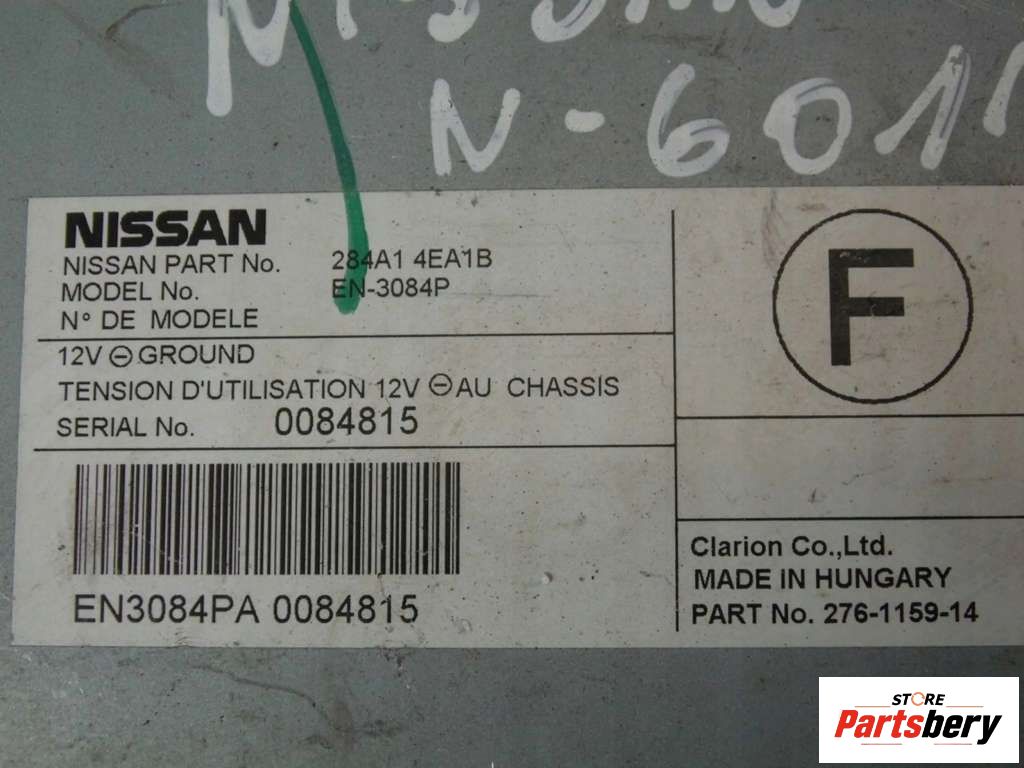 NISSAN
N-601
NISSAN
NISSAN PART No. 284A1 4EA1B
MODEL No. EN-3084P
N° DE MODELE
12V ⊖ GROUND
TENSION D'UTILISATION 12V ⊖ AU CHASSIS
SERIAL No. 0084815
EN3084PA 0084815
F
Clarion Co.,Ltd.
MADE IN HUNGARY
PART No. 276-1159-14
STORE
Partsbery